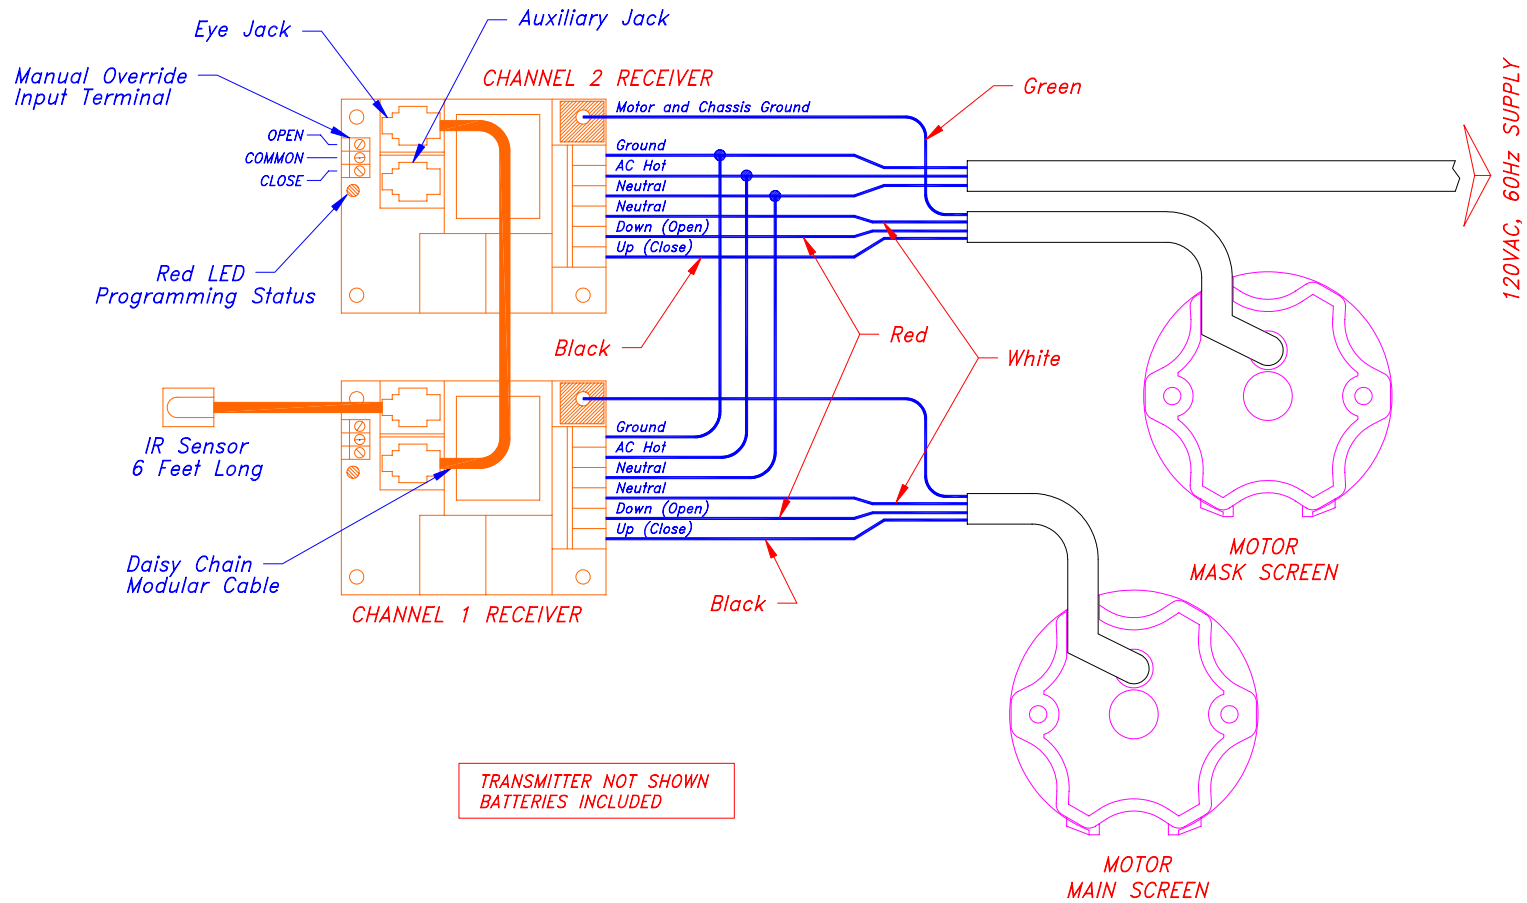 Eye Jack
Auxiliary Jack
Manual Override
Input Terminal
CHANNEL 2 RECEIVER
Green
120VAC, 60Hz SUPPLY
OPEN
COMMON
CLOSE
Motor and Chassis Ground
Ground
AC Hot
Neutral
Neutral
Down (Open)
Up (Close)
Red LED
Programming Status
Black
Red
White
IR Sensor
6 Feet Long
Ground
AC Hot
Neutral
Neutral
Down (Open)
Up (Close)
MOTOR
MASK SCREEN
Daisy Chain
Modular Cable
Black
CHANNEL 1 RECEIVER
TRANSMITTER NOT SHOWN
BATTERIES INCLUDED
MOTOR
MAIN SCREEN